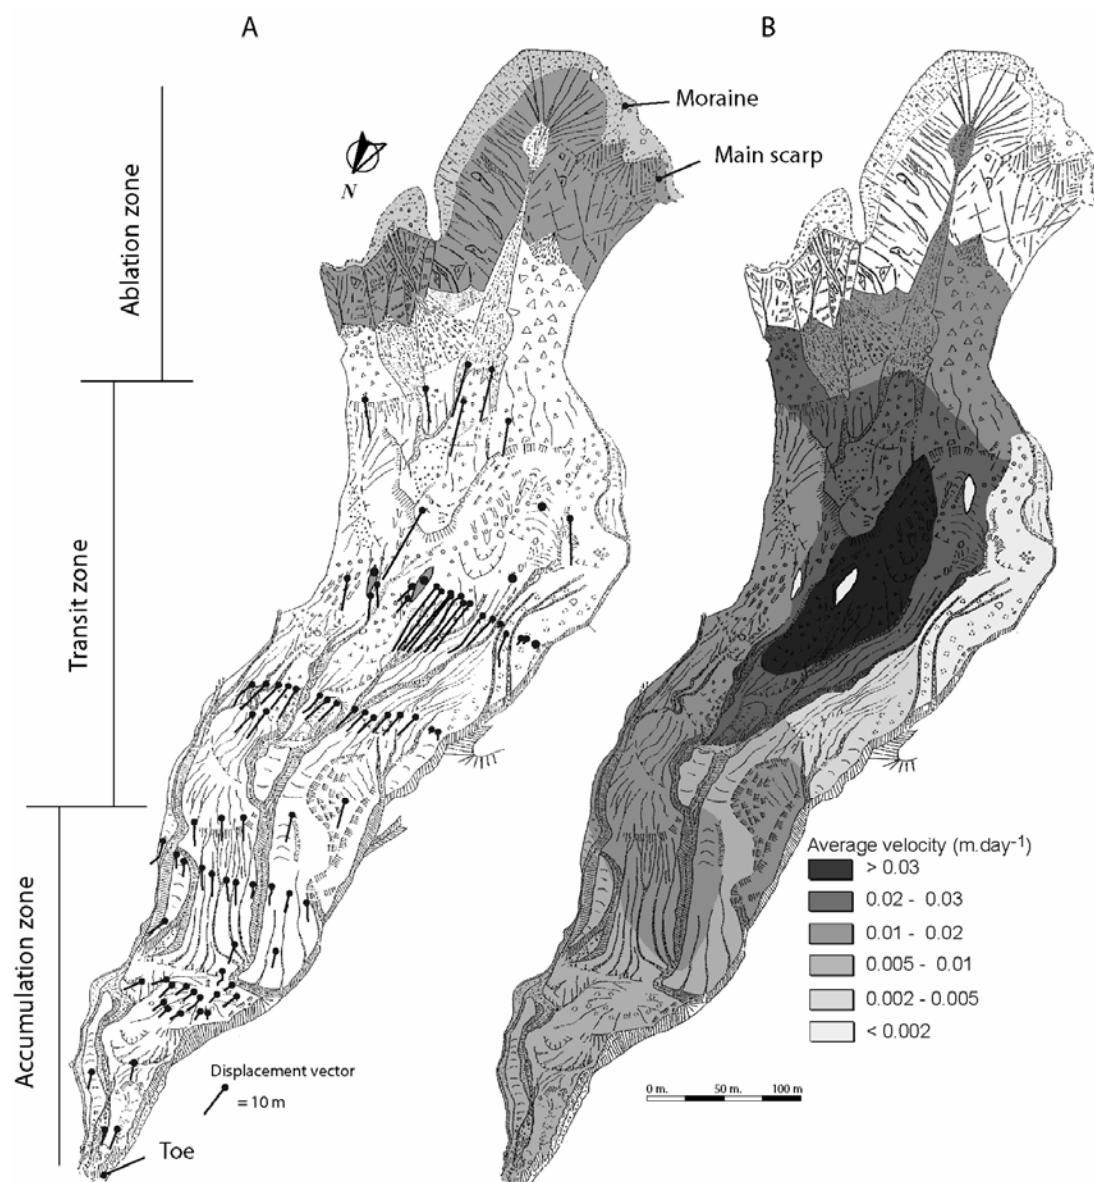 A
B
Moraine
Main scarp
N
Ablation zone
Transit zone
Accumulation zone
Average velocity (m.day⁻¹)
> 0.03
0.02 - 0.03
0.01 - 0.02
0.005 - 0.01
0.002 - 0.005
< 0.002
Displacement vector
= 10 m
0 m. 50 m. 100 m
Toe